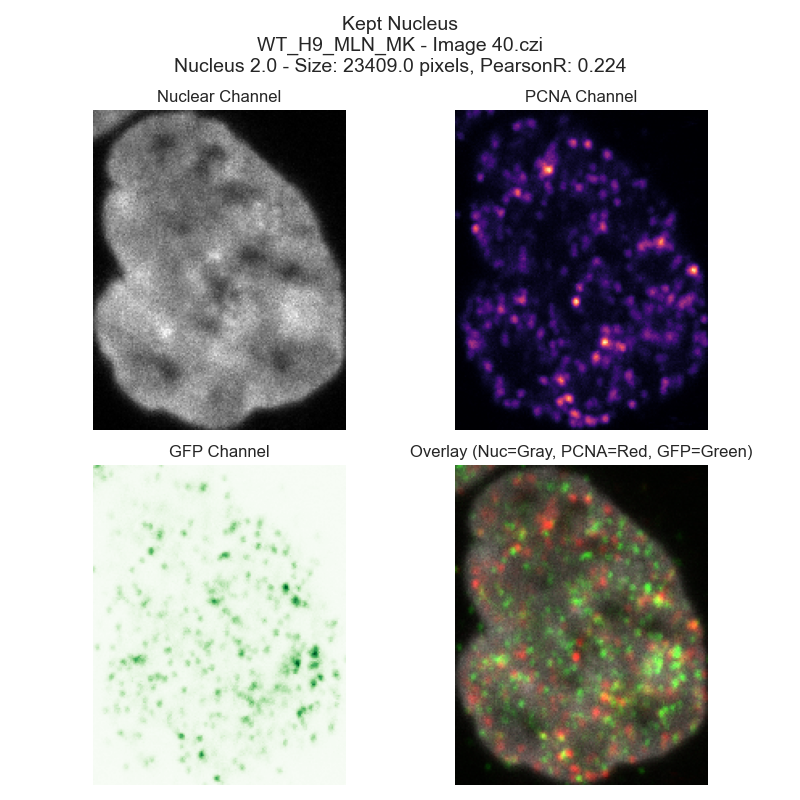 Kept Nucleus
WT_H9_MLN_MK - Image 40.czi
Nucleus 2.0 - Size: 23409.0 pixels, PearsonR: 0.224
Nuclear Channel
PCNA Channel
GFP Channel
Overlay (Nuc=Gray, PCNA=Red, GFP=Green)